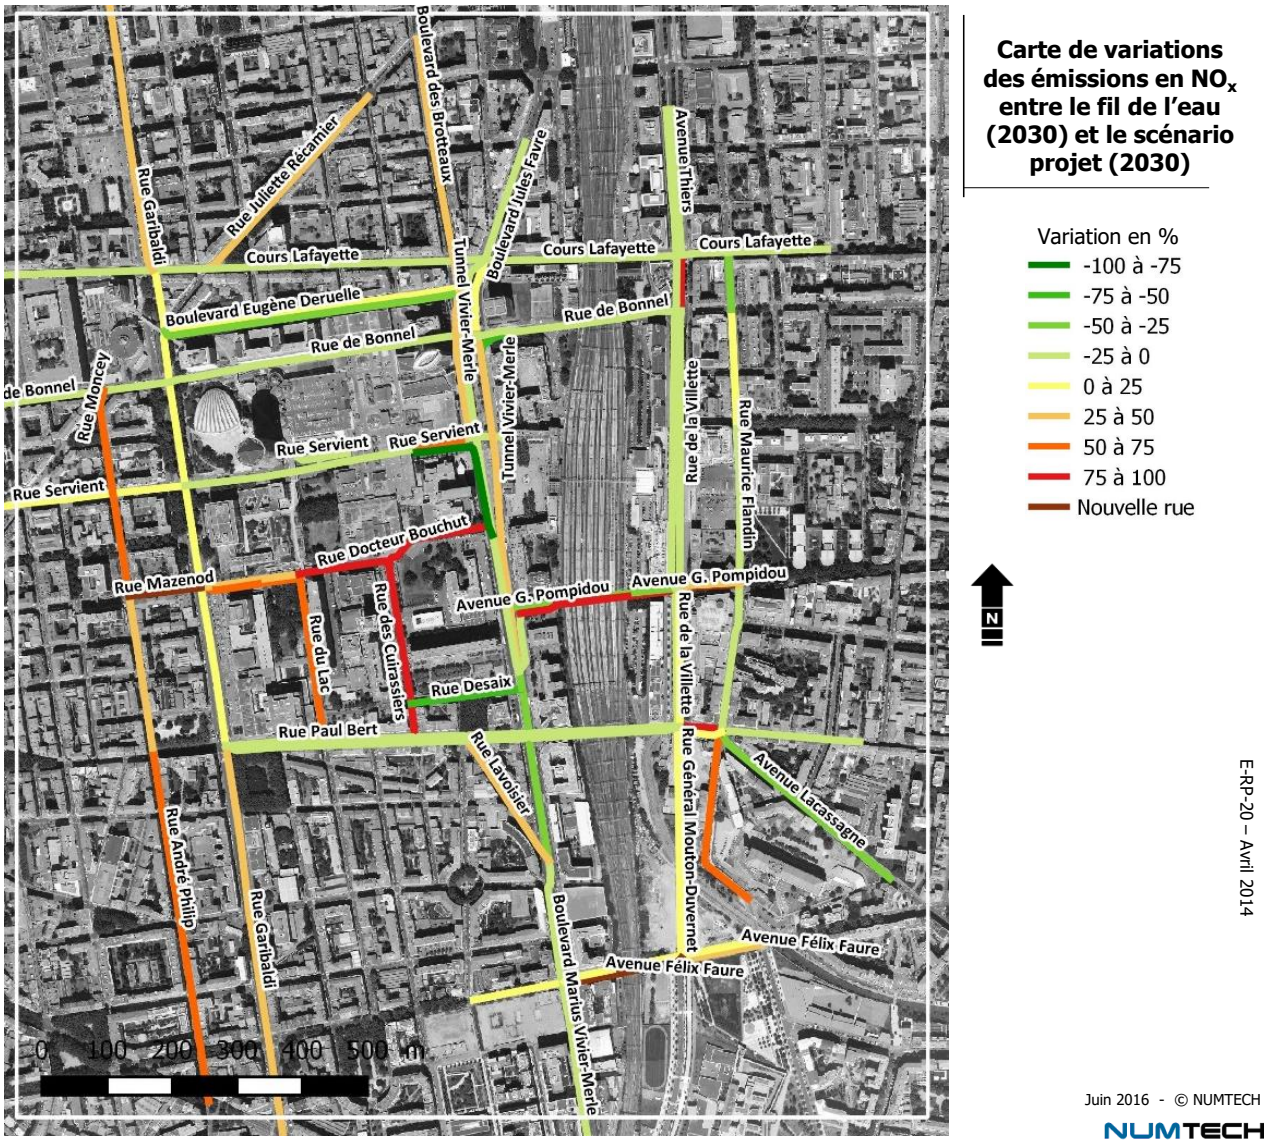 Carte de variations
des émissions en NOx
entre le fil de l'eau
(2030) et le scénario
projet (2030)
Variation en %
-100 à -75
-75 à -50
-50 à -25
-25 à 0
0 à 25
25 à 50
50 à 75
75 à 100
Nouvelle rue
N
E-RP-20 – Avril 2014
Juin 2016 - © NUMTECH
NUMTECH
Boulevard des Brotteaux
Rue Garibaldi
Rue Juliette Récamier
Boulevard Jules Favre
Avenue Thiers
Cours Lafayette
Cours Lafayette
Cours Lafayette
Tunnel Vivier-Merle
Boulevard Eugène Deruelle
Rue de Bonnel
Rue de Bonnel
de Bonnel
Rue Moncey
Tunnel Vivier-Merle
Rue de la Villette
Rue Maurice Flandin
Rue Servient
Rue Servient
Rue Servient
Rue Docteur Bouchut
Rue Mazenod
Avenue G. Pompidou
Avenue G. Pompidou
Rue du Lac
Rue des Cuirassiers
Rue de la Villette
Rue Desaix
Rue Paul Bert
Rue Lavoisier
Rue Général Mouton-Duvernet
Avenue Lacassagne
Rue André Philip
Rue Garibaldi
Boulevard Marius Vivier-Merle
Avenue Félix Faure
Avenue Félix Faure
0 100 200 300 400 500 m